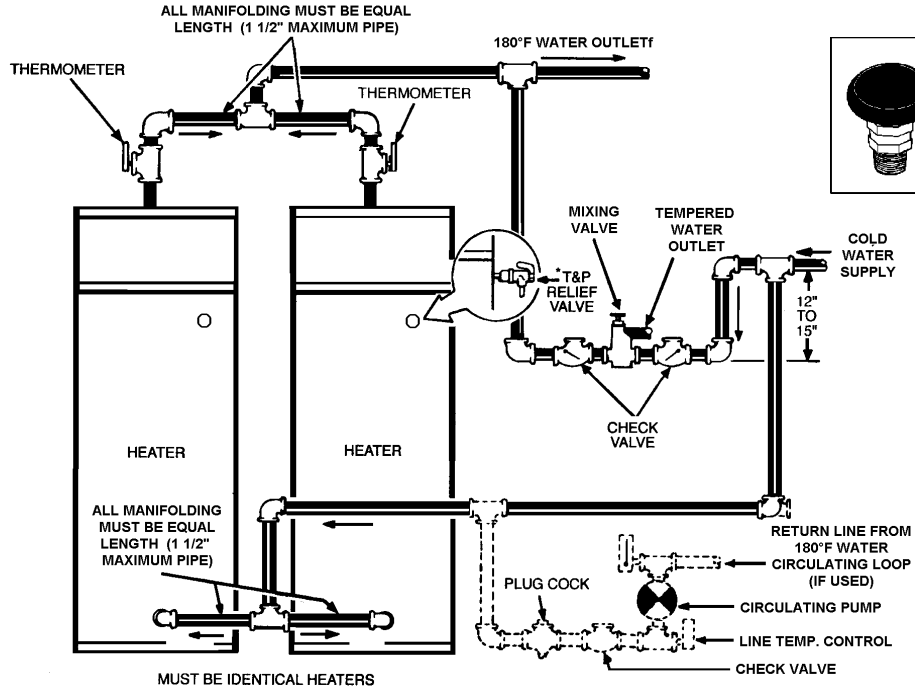 ALL MANIFOLDING MUST BE EQUAL
LENGTH (1 1/2" MAXIMUM PIPE)
180°F WATER OUTLETf
THERMOMETER
THERMOMETER
MIXING
VALVE
TEMPERED
WATER
OUTLET
COLD
WATER
SUPPLY
*T&P
RELIEF
VALVE
12"
TO
15"
CHECK
VALVE
HEATER
HEATER
ALL MANIFOLDING
MUST BE EQUAL
LENGTH (1 1/2"
MAXIMUM PIPE)
RETURN LINE FROM
180°F WATER
CIRCULATING LOOP
(IF USED)
PLUG COCK
CIRCULATING PUMP
LINE TEMP. CONTROL
CHECK VALVE
MUST BE IDENTICAL HEATERS